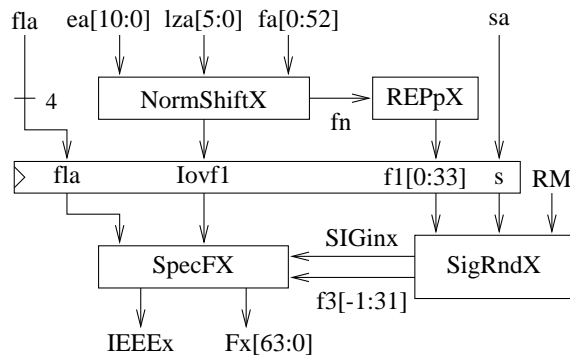 fla ea[10:0] lza[5:0] fa[0:52] sa
4 NormShiftX REPpX
fn
fla Iovf1 f1[0:33] s RM
SIGinx
SpecFX SigRndX
f3[-1:31]
IEEEx Fx[63:0]